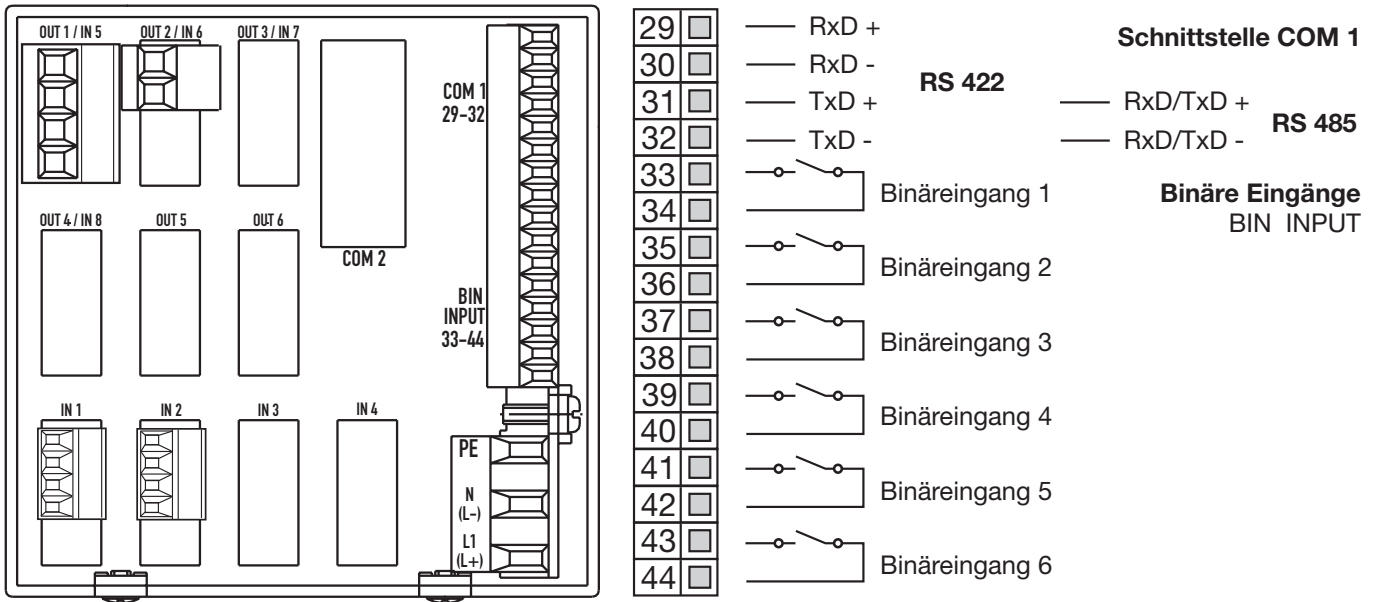 OUT 1 / IN 5
OUT 2 / IN 6
OUT 3 / IN 7
COM 1
29-32
OUT 4 / IN 8
OUT 5
OUT 6
COM 2
BIN
INPUT
33-44
IN 1
IN 2
IN 3
IN 4
PE
N
(L-)
L1
(L+)
29
RxD +
30
RxD -
31
TxD +
32
TxD -
RS 422
Schnittstelle COM 1
RxD/TxD +
RxD/TxD -
RS 485
33
34
Binäreingang 1
Binäre Eingänge
BIN INPUT
35
36
Binäreingang 2
37
38
Binäreingang 3
39
40
Binäreingang 4
41
42
Binäreingang 5
43
44
Binäreingang 6